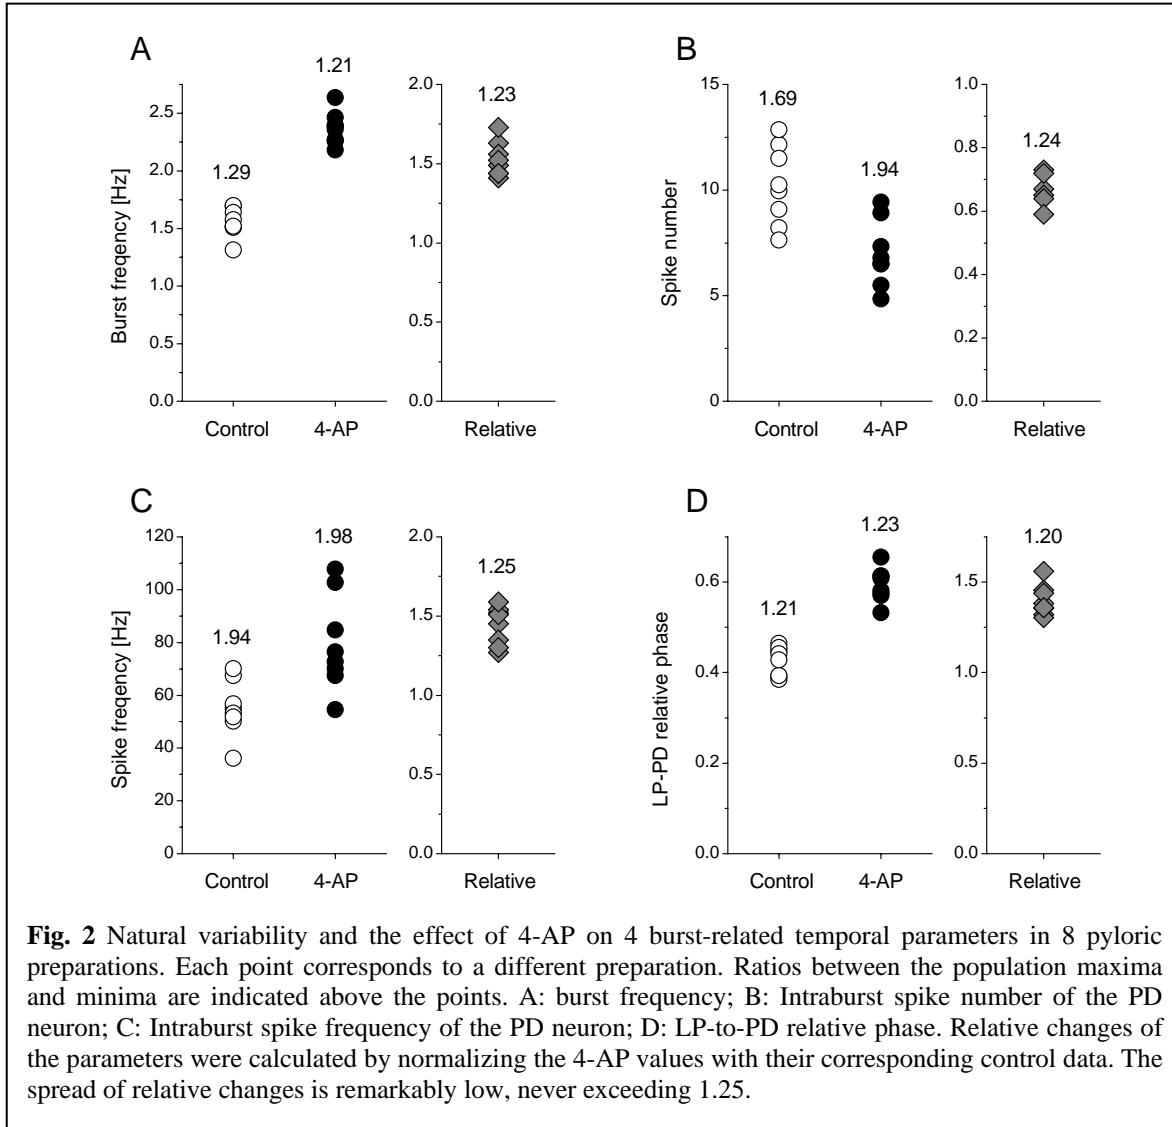 A
1.21
1.23
1.29
2.5
2.0
1.5
1.0
0.5
0.0
Burst freqency [Hz]
Control
4-AP
2.0
1.5
1.0
0.5
0.0
Relative
B
1.69
1.94
1.24
15
10
5
0
Spike number
Control
4-AP
1.0
0.8
0.6
0.4
0.2
0.0
Relative
C
1.94
1.98
1.25
120
100
80
60
40
20
0
Spike freqency [Hz]
Control
4-AP
2.0
1.5
1.0
0.5
0.0
Relative
D
1.21
1.23
1.20
0.6
0.4
0.2
0.0
LP-PD relative phase
Control
4-AP
1.5
1.0
0.5
0.0
Relative
Fig. 2 Natural variability and the effect of 4-AP on 4 burst-related temporal parameters in 8 pyloric
preparations. Each point corresponds to a different preparation. Ratios between the population maxima
and minima are indicated above the points. A: burst frequency; B: Intraburst spike number of the PD
neuron; C: Intraburst spike frequency of the PD neuron; D: LP-to-PD relative phase. Relative changes of
the parameters were calculated by normalizing the 4-AP values with their corresponding control data. The
spread of relative changes is remarkably low, never exceeding 1.25.